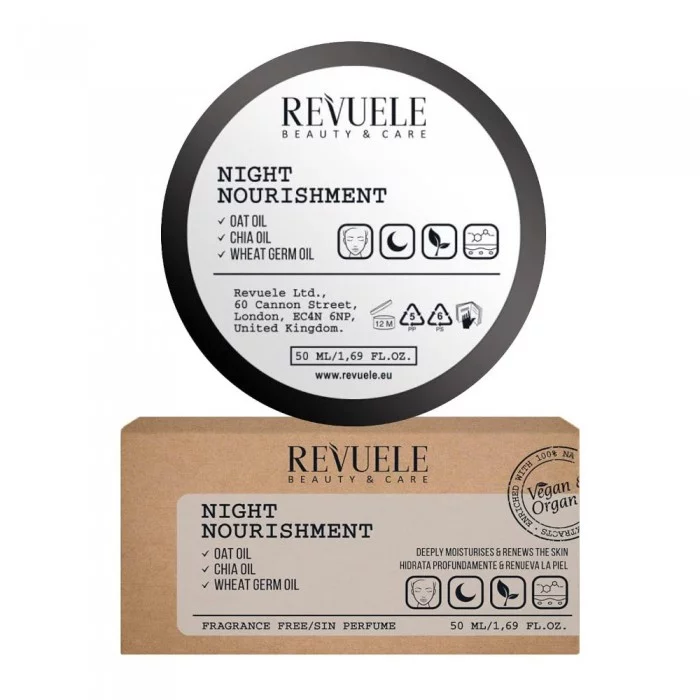 REVUELE
BEAUTY & CARE
NIGHT
NOURISHMENT
✓ OAT OIL
✓ CHIA OIL
✓ WHEAT GERM OIL
Revuele Ltd.,
60 Cannon Street,
London, EC4N 6NP,
United Kingdom.
12 M
5
PP
6
PS
50 ML/1,69 FL.OZ.
www.revuele.eu
REVUELE
BEAUTY & CARE
ENRICHED WITH 100% NA
Vegan &
Organ
NIGHT
NOURISHMENT
✓ OAT OIL
✓ CHIA OIL
✓ WHEAT GERM OIL
DEEPLY MOISTURISES & RENEWS THE SKIN
HIDRATA PROFUNDAMENTE & RENUEVA LA PIEL
FRAGRANCE FREE/SIN PERFUME
50 ML/1,69 FL.OZ.